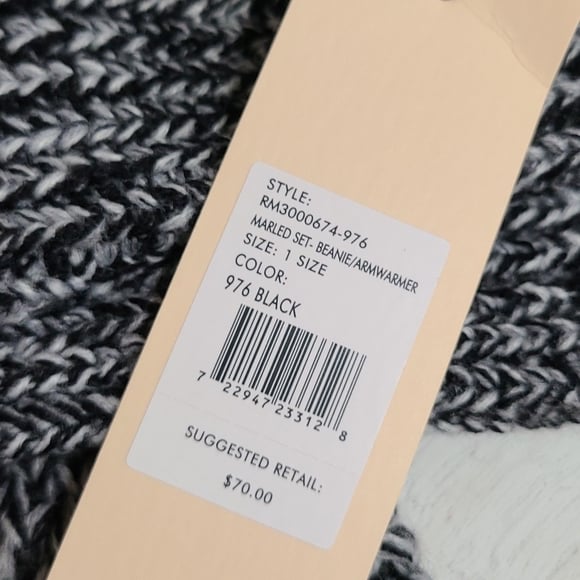 STYLE:
RM3000674-976
MARLED SET- BEANIE/ARMWARMER
SIZE: 1 SIZE
COLOR:
976 BLACK
7 22947 23312 8
SUGGESTED RETAIL:
$70.00